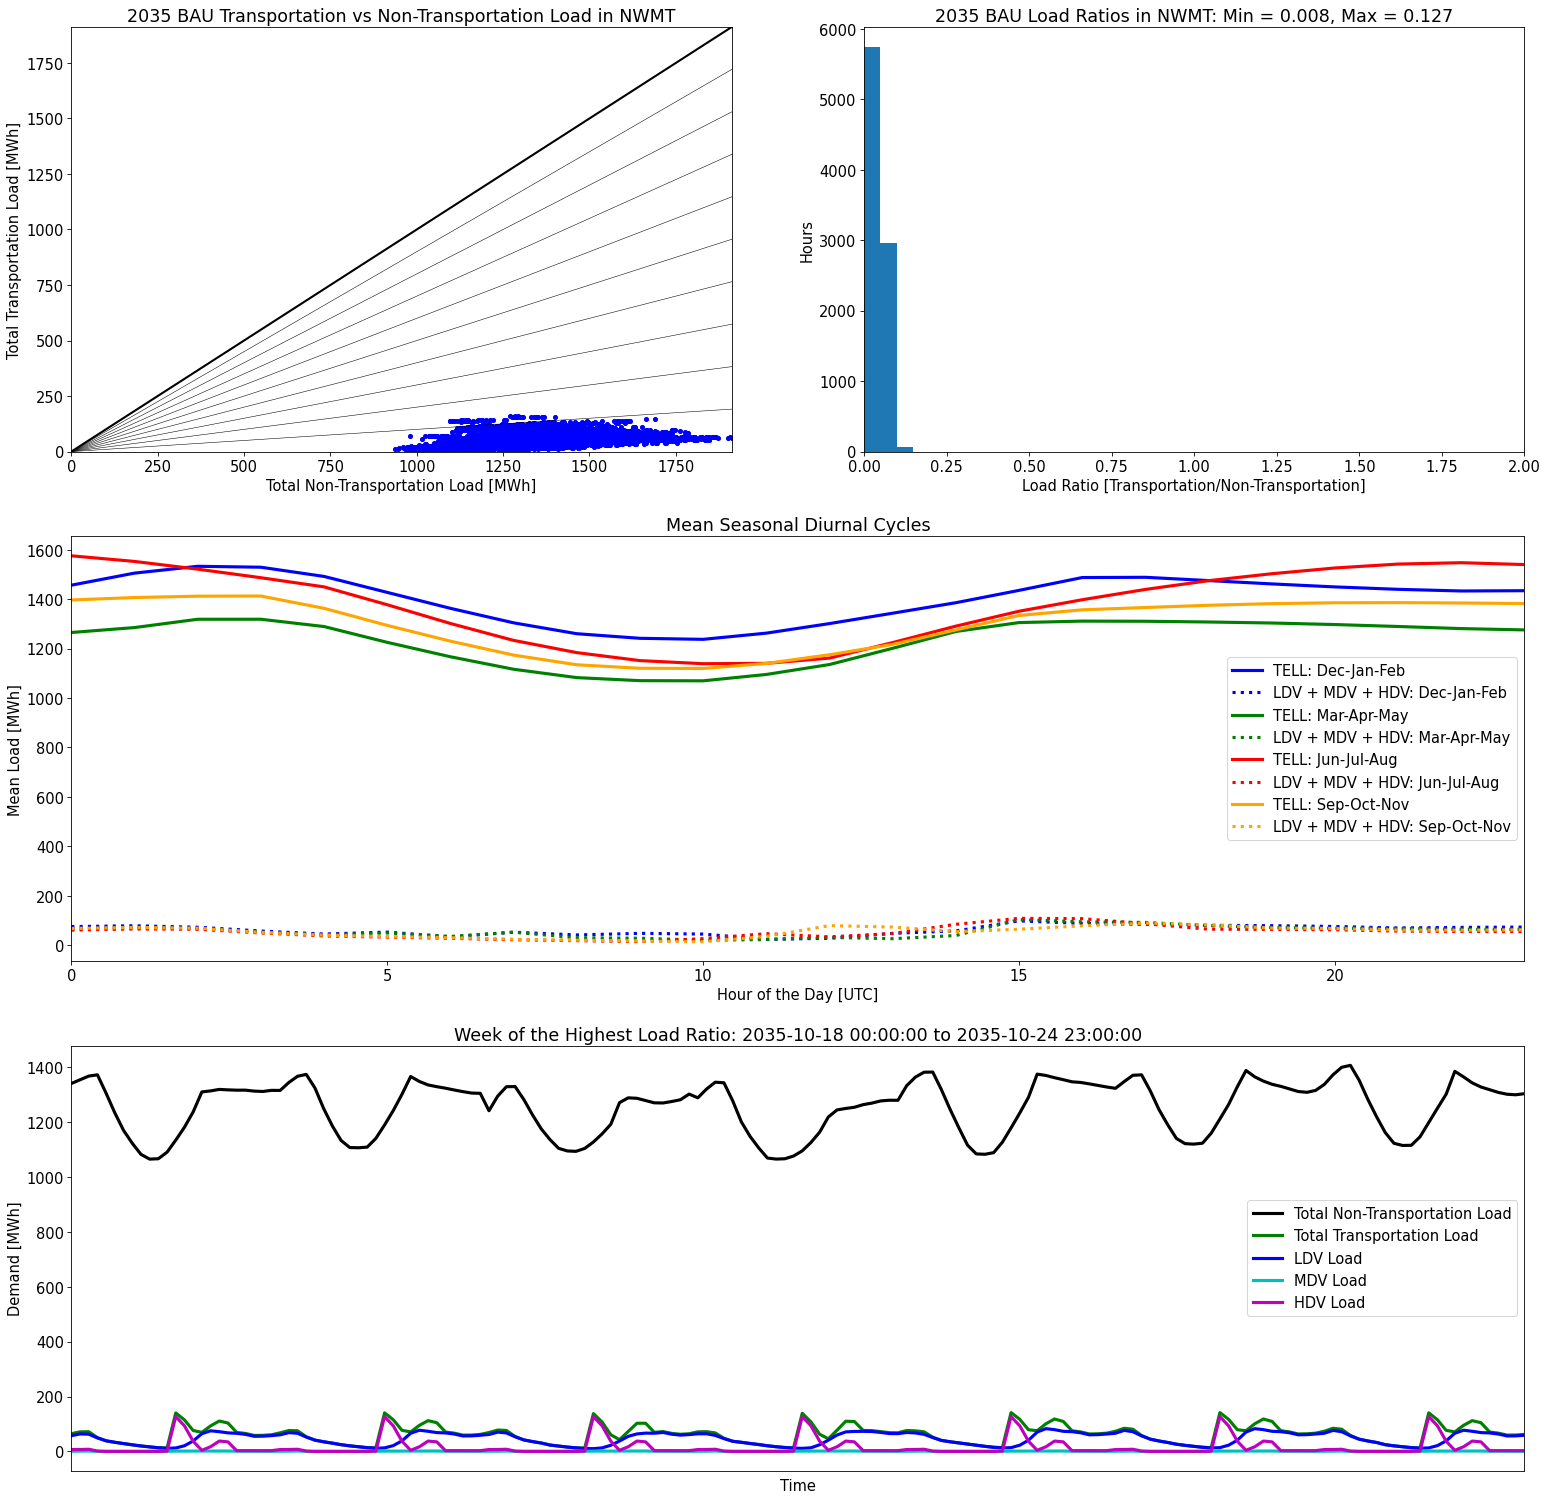 2035 BAU Transportation vs Non-Transportation Load in NWMT
Total Transportation Load [MWh]
1750
1500
1250
1000
750
500
250
0
0 250 500 750 1000 1250 1500 1750
Total Non-Transportation Load [MWh]
2035 BAU Load Ratios in NWMT: Min = 0.008, Max = 0.127
Hours
6000
5000
4000
3000
2000
1000
0
0.00 0.25 0.50 0.75 1.00 1.25 1.50 1.75 2.00
Load Ratio [Transportation/Non-Transportation]
Mean Seasonal Diurnal Cycles
Mean Load [MWh]
1600
1400
1200
1000
800
600
400
200
0
TELL: Dec-Jan-Feb
LDV + MDV + HDV: Dec-Jan-Feb
TELL: Mar-Apr-May
LDV + MDV + HDV: Mar-Apr-May
TELL: Jun-Jul-Aug
LDV + MDV + HDV: Jun-Jul-Aug
TELL: Sep-Oct-Nov
LDV + MDV + HDV: Sep-Oct-Nov
0 5 10 15 20
Hour of the Day [UTC]
Week of the Highest Load Ratio: 2035-10-18 00:00:00 to 2035-10-24 23:00:00
Demand [MWh]
1400
1200
1000
800
600
400
200
0
Total Non-Transportation Load
Total Transportation Load
LDV Load
MDV Load
HDV Load
Time